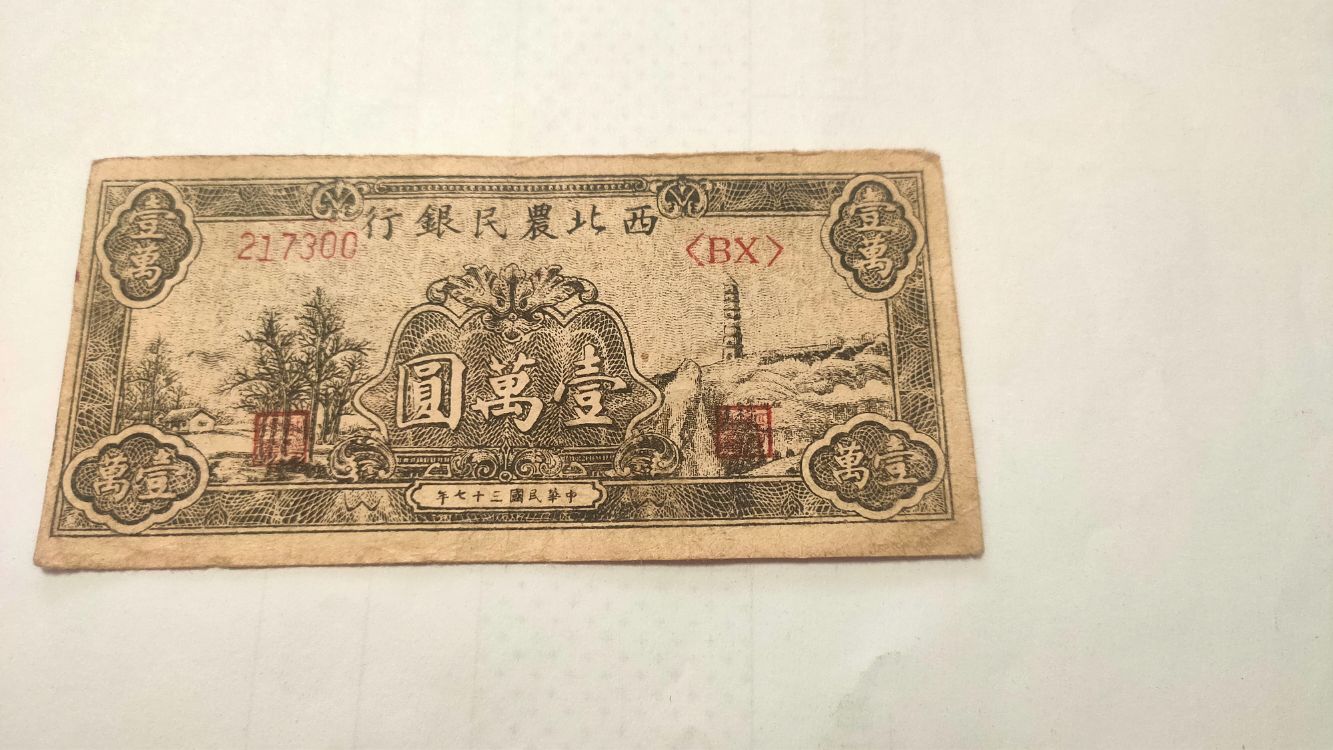 西北農民銀行
217300
<BX>
壹萬
壹萬
壹萬圓
壹萬
壹萬
中華民國三十七年